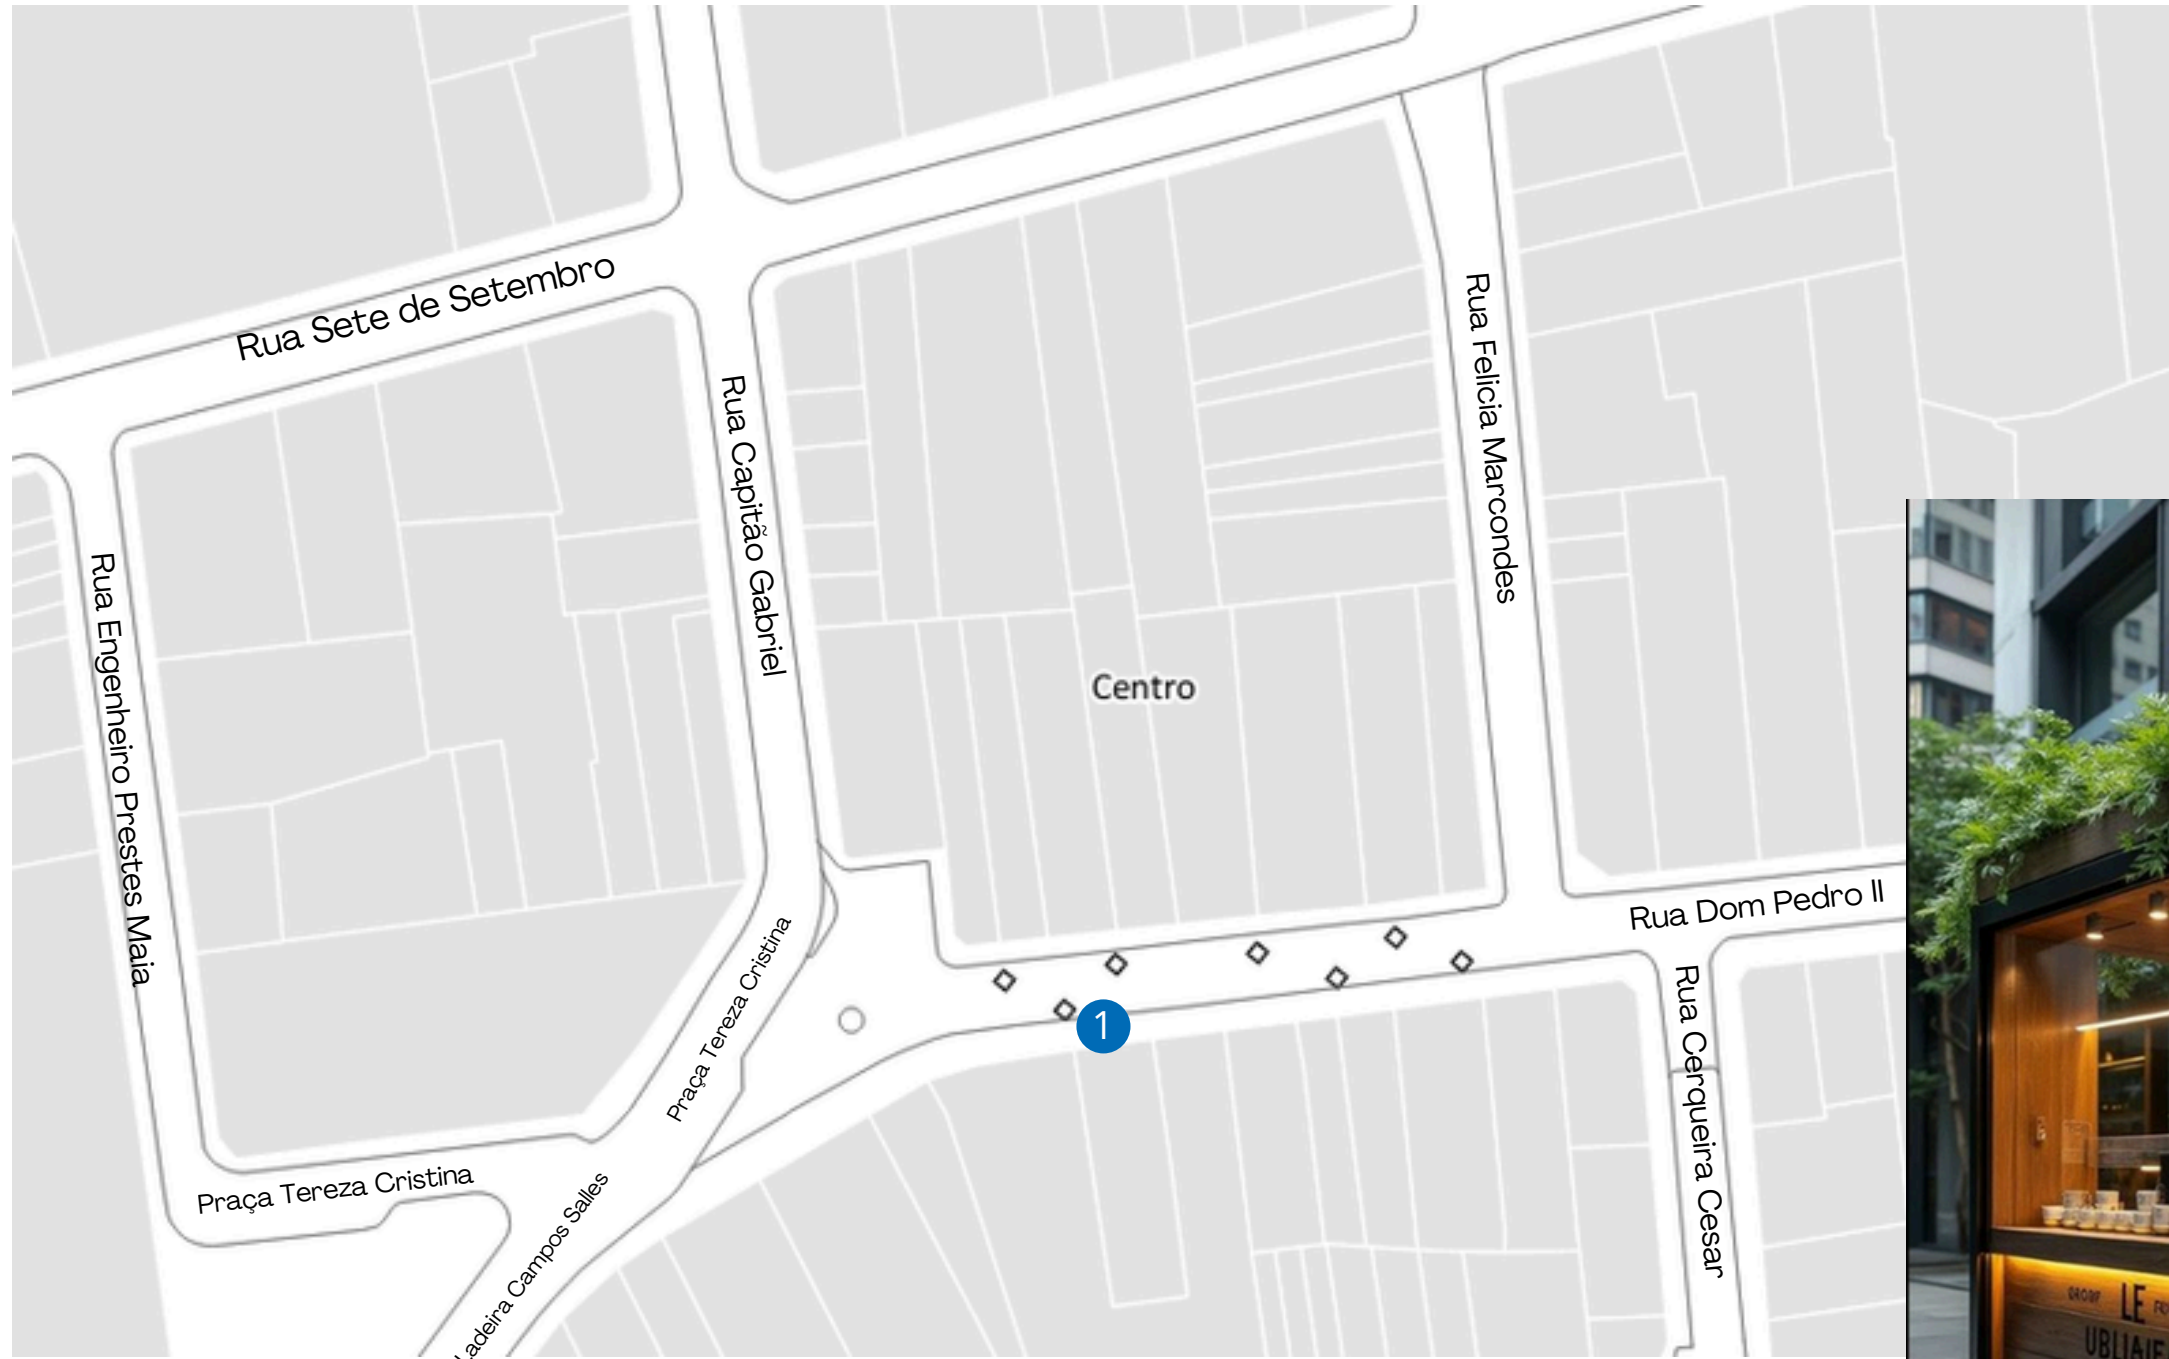 Rua Sete de Setembro
Rua Capitão Gabriel
Rua Felicia Marcondes
Rua Engenheiro Prestes Maia
Centro
Rua Dom Pedro II
Praça Tereza Cristina
1
Rua Cerqueira Cesar
Praça Tereza Cristina
Ladeira Campos Salles
LE